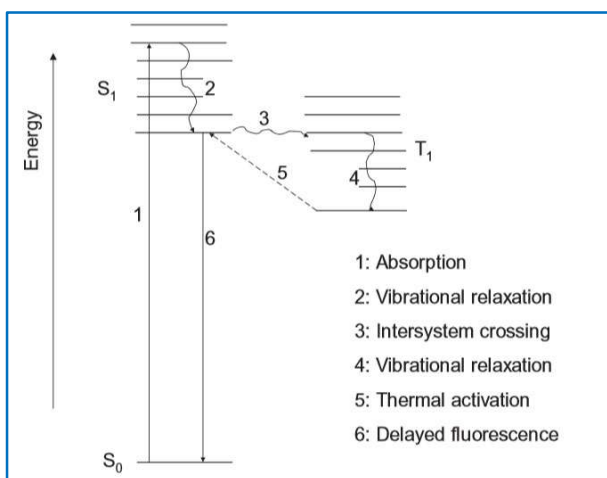 S1
2
3
T1
Energy
5
4
1
6
1: Absorption
2: Vibrational relaxation
3: Intersystem crossing
4: Vibrational relaxation
5: Thermal activation
6: Delayed fluorescence
S0